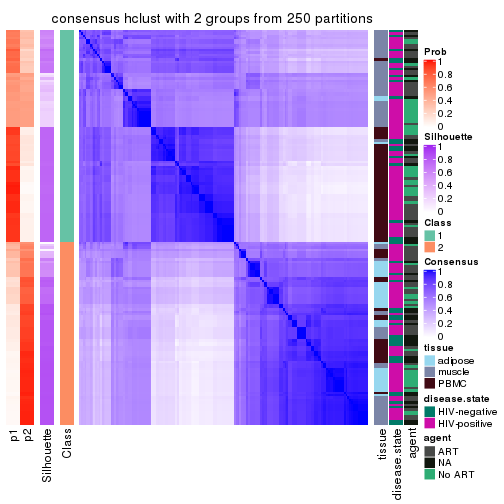 consensus hclust with 2 groups from 250 partitions
Prob
1
0.8
0.6
0.4
0.2
0
Silhouette
1
0.8
0.6
0.4
0.2
0
Class
1
2
Consensus
1
0.8
0.6
0.4
0.2
0
tissue
adipose
muscle
PBMC
disease.state
HIV-negative
HIV-positive
agent
ART
NA
No ART
p1
p2
Silhouette
Class
tissue
disease.state
agent